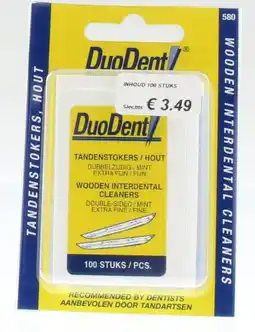 580
DuoDent!®
INHOUD 100 STUKS
€ 3.49
DuoDent!
TANDENSTOKERS / HOUT
DUBBELZIJDIG - MINT
EXTRA FIJN / FIJN
WOODEN INTERDENTAL
CLEANERS
DOUBLE-SIDED / MINT
EXTRA FINE / FINE
100 STUKS / PCS.
TANDENSTOKERS, HOUT
WOODEN INTERDENTAL CLEANERS
RECOMMENDED BY DENTISTS
AANBEVOLEN DOOR TANDARTSEN